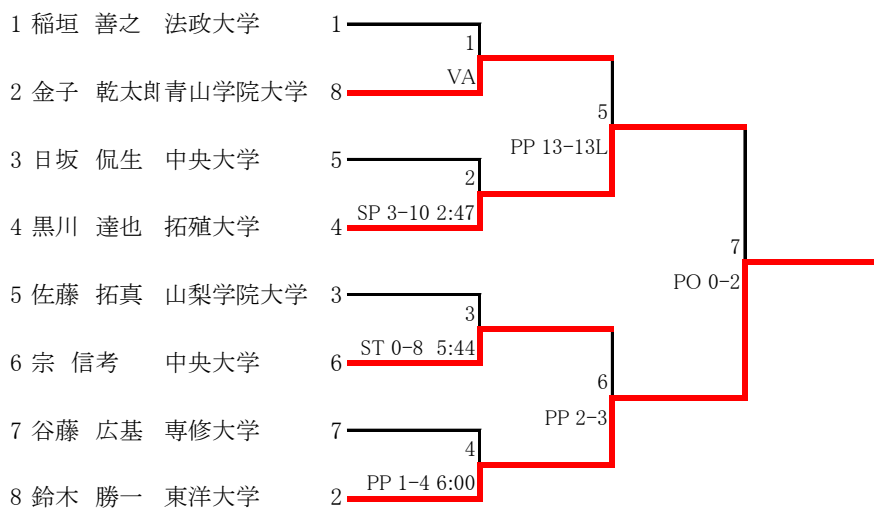 1 稲垣 善之 法政大学 1
1
VA
2 金子 乾太郎 青山学院大学 8
5
PP 13-13L
3 日坂 侃生 中央大学 5
2
SP 3-10 2:47
4 黒川 達也 拓殖大学 4
7
PO 0-2
5 佐藤 拓真 山梨学院大学 3
3
ST 0-8 5:44
6 宗 信考 中央大学 6
6
PP 2-3
7 谷藤 広基 専修大学 7
4
PP 1-4 6:00
8 鈴木 勝一 東洋大学 2